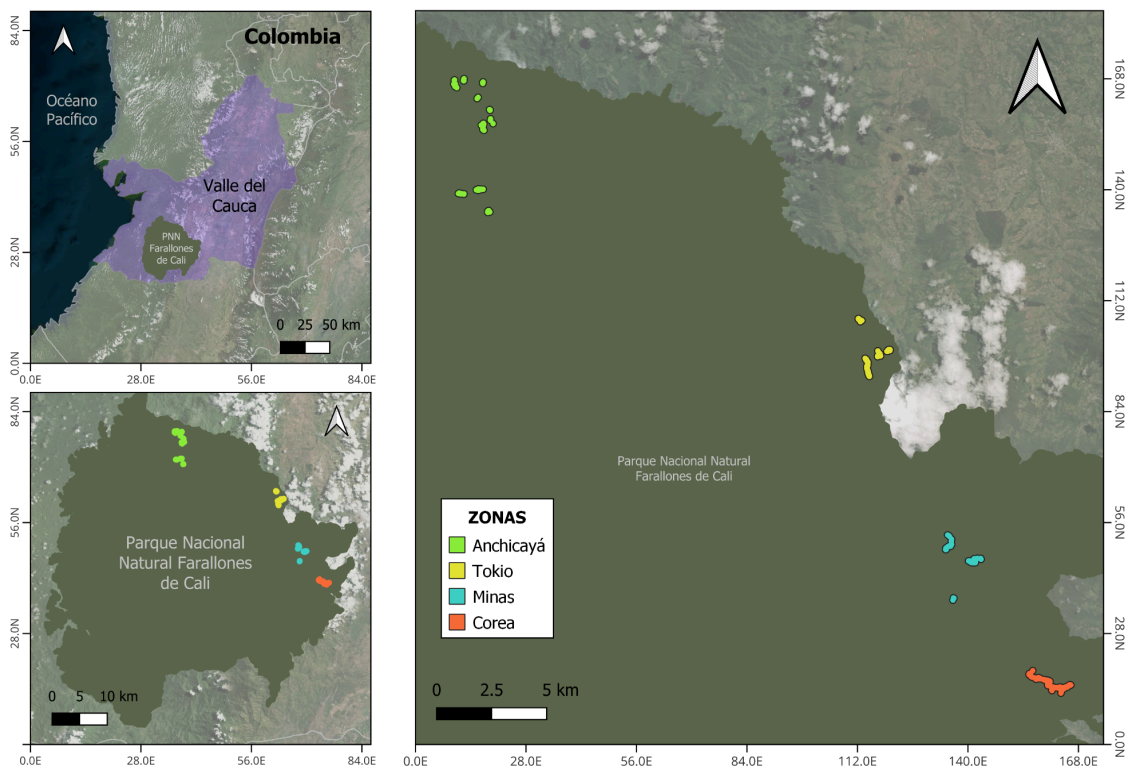 Colombia
Océano
Pacífico
Valle del
Cauca
PNN
Farallones
de Cali
0 25 50 km
84.0N
59.0N
28.0N
0.0N
0.0E 28.0E 56.0E 84.0E
Parque Nacional
Natural Farallones
de Cali
0 5 10 km
84.0N
56.0N
28.0N
0.0E 28.0E 56.0E 84.0E
Parque Nacional Natural
Farallones de Cali
ZONAS
Anchicayá
Tokio
Minas
Corea
0 2.5 5 km
168.0N
140.0N
112.0N
84.0N
56.0N
28.0N
0.0N
0.0E 28.0E 56.0E 84.0E 112.0E 140.0E 168.0E